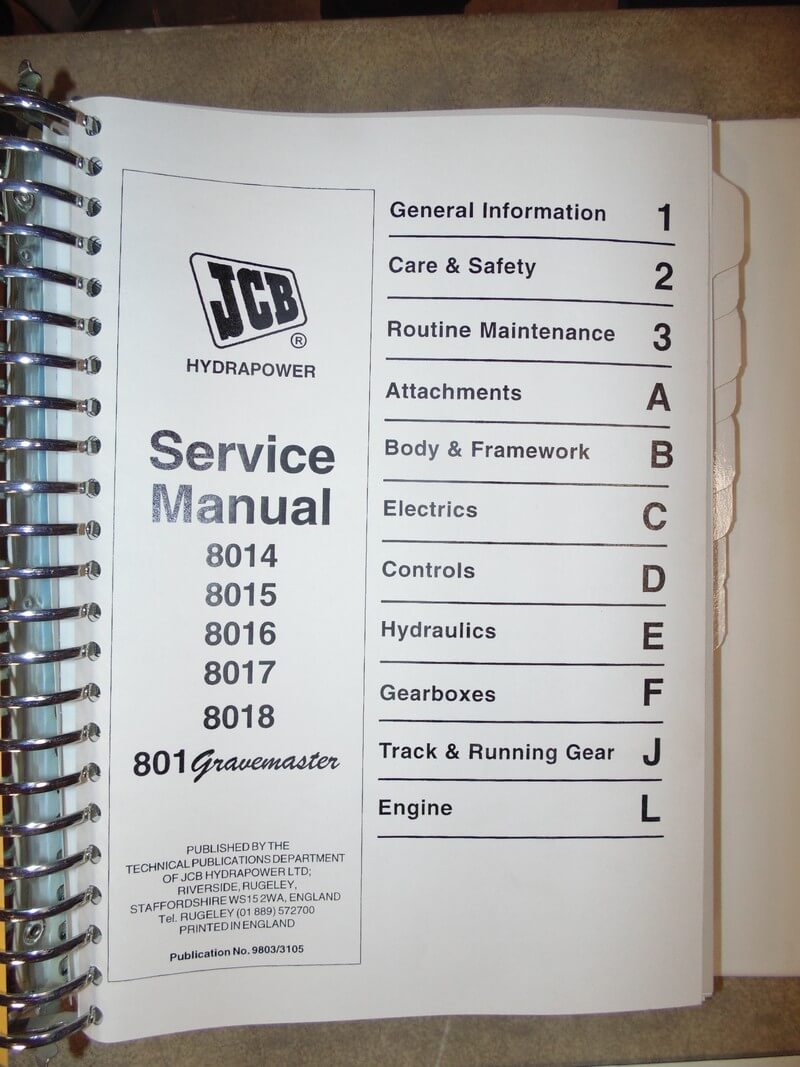 JCB
®
HYDRAPOWER
Service
Manual
8014
8015
8016
8017
8018
801 Gravemaster
PUBLISHED BY THE
TECHNICAL PUBLICATIONS DEPARTMENT
OF JCB HYDRAPOWER LTD;
RIVERSIDE, RUGELEY,
STAFFORDSHIRE WS15 2WA, ENGLAND
Tel. RUGELEY (01 889) 572700
PRINTED IN ENGLAND
Publication No. 9803/3105
General Information 1
Care & Safety 2
Routine Maintenance 3
Attachments A
Body & Framework B
Electrics C
Controls D
Hydraulics E
Gearboxes F
Track & Running Gear J
Engine L